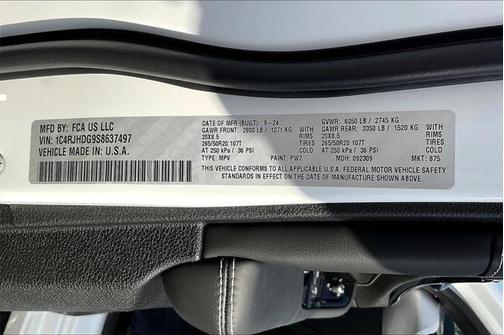 MFD BY: FCA US LLC
VIN: 1C4RJHDG9S8637497
VEHICLE MADE IN: U.S.A.
DATE OF MFR (BUILT): 9-24 GVWR: 6050 LB / 2745 KG
GAWR FRONT: 2800 LB / 1271 KG WITH GAWR REAR: 3350 LB / 1520 KG WITH
20X8.5 RIMS 20X8.5 RIMS
265/50R20 107T TIRES 265/50R20 107T TIRES
AT 250 kPa / 36 PSI COLD AT 250 kPa / 36 PSI COLD
TYPE: MPV PAINT: PW7 MOH: 092309 MKT: 875
THIS VEHICLE CONFORMS TO ALL APPLICABLE U.S.A. FEDERAL MOTOR VEHICLE SAFETY
STANDARDS IN EFFECT ON THE DATE OF MANUFACTURE SHOWN ABOVE.